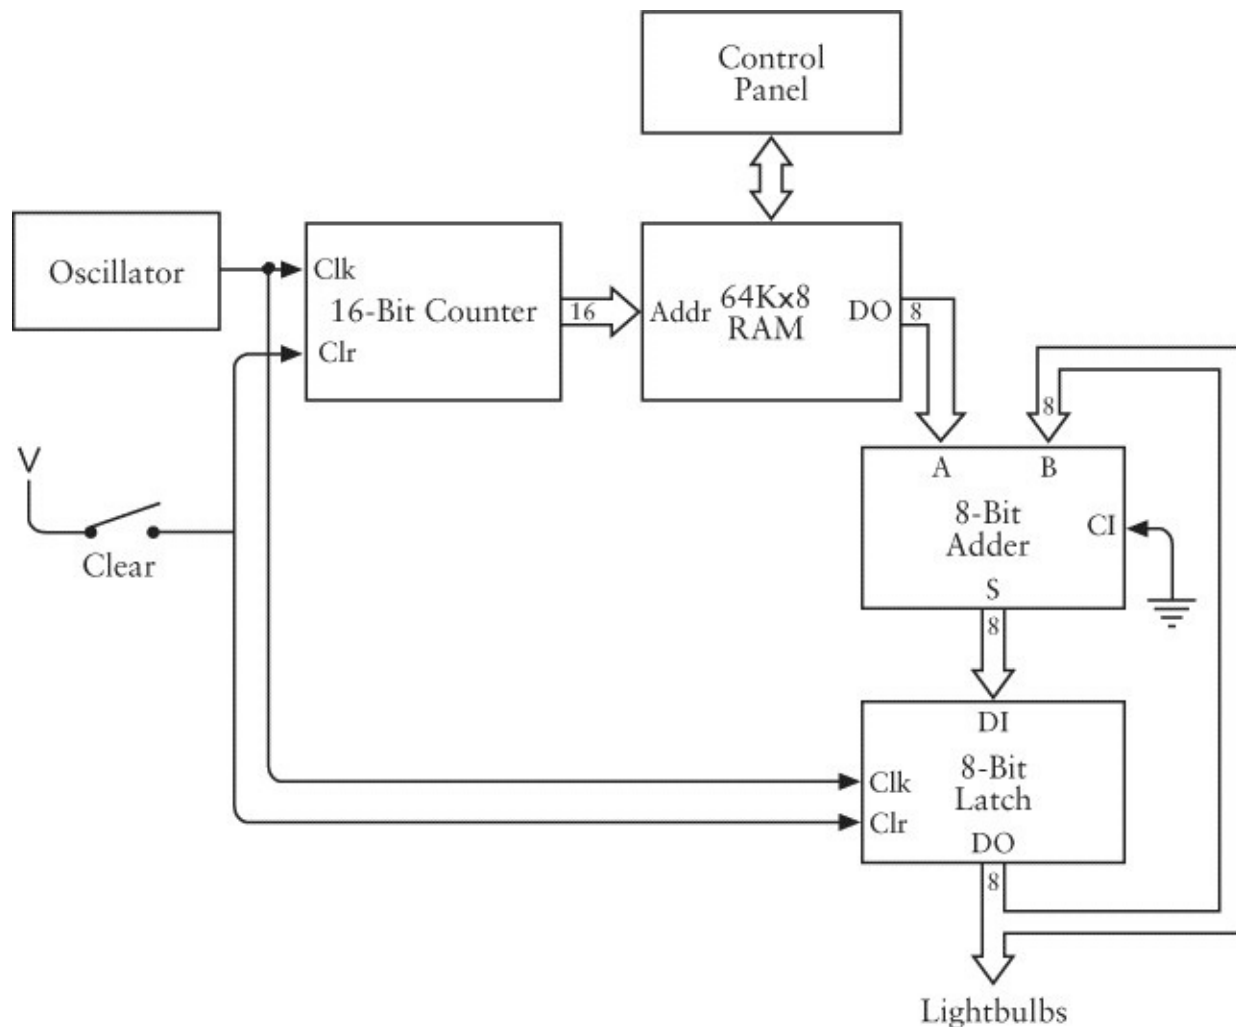 Control
Panel
Oscillator
Clk
16-Bit Counter
Clr
16
Addr
64Kx8
RAM
DO
8
8
V
Clear
A
B
8-Bit
Adder
CI
S
8
DI
Clk
8-Bit
Latch
Clr
DO
8
Lightbulbs